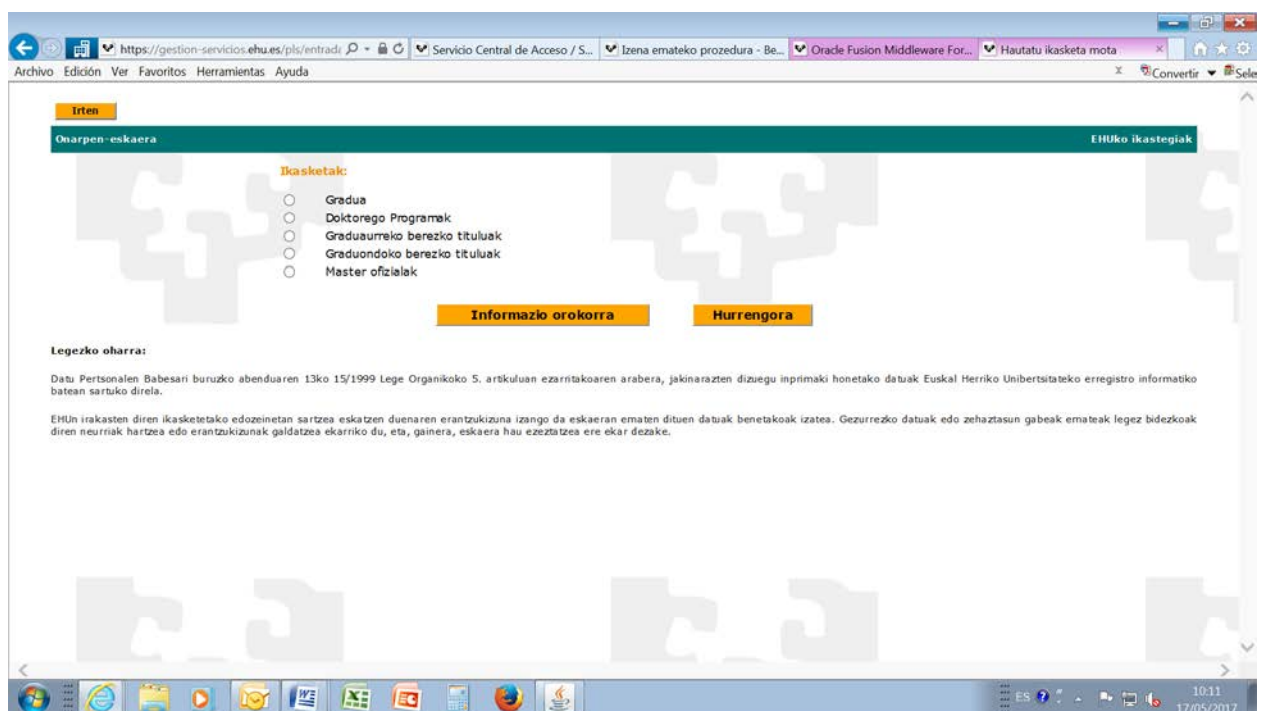 https://gestion-servicios.ehu.es/pls/entrad
Servicio Central de Acceso / S...
Izena emateko prozedura - Be...
Oracle Fusion Middleware For...
Hautatu ikasketa mota
Archivo Edición Ver Favoritos Herramientas Ayuda
x Convertir Sele
Irten
Onarpen-eskaera EHUko ikastegiak
Ikasketak:
Gradua
Doktorego Programak
Graduaurreko berezko tituluak
Graduondoko berezko tituluak
Master ofizialak
Informazio orokorra Hurrengora
Legezko oharra:
Datu Pertsonalen Babesari buruzko abenduaren 13ko 15/1999 Lege Organikoko 5. artikuluan ezarritakoaren arabera, jakinarazten dizuegu inprimaki honetako datuak Euskal Herriko Unibertsitateko erregistro informatiko
batean sartuko direla.
EHUn irakasten diren ikasketetako edozeinetan sartzea eskatzen duenaren erantzukizuna izango da eskaeran ematen dituen datuak benetakoak izatea. Gezurrezko datuak edo zehaztasun gabeak emateak legez bidezkoak
diren neurriak hartzea edo erantzukizunak galdatzea ekarriko du, eta, gainera, eskaera hau ezeztatzea ere ekar dezake.
ES 10:11
17/05/2017